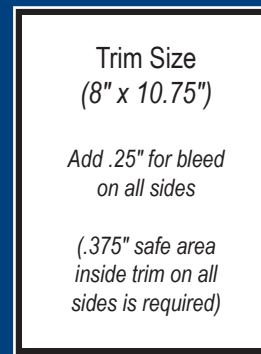 Trim Size
(8" x 10.75")
Add .25" for bleed
on all sides
(.375" safe area
inside trim on all
sides is required)